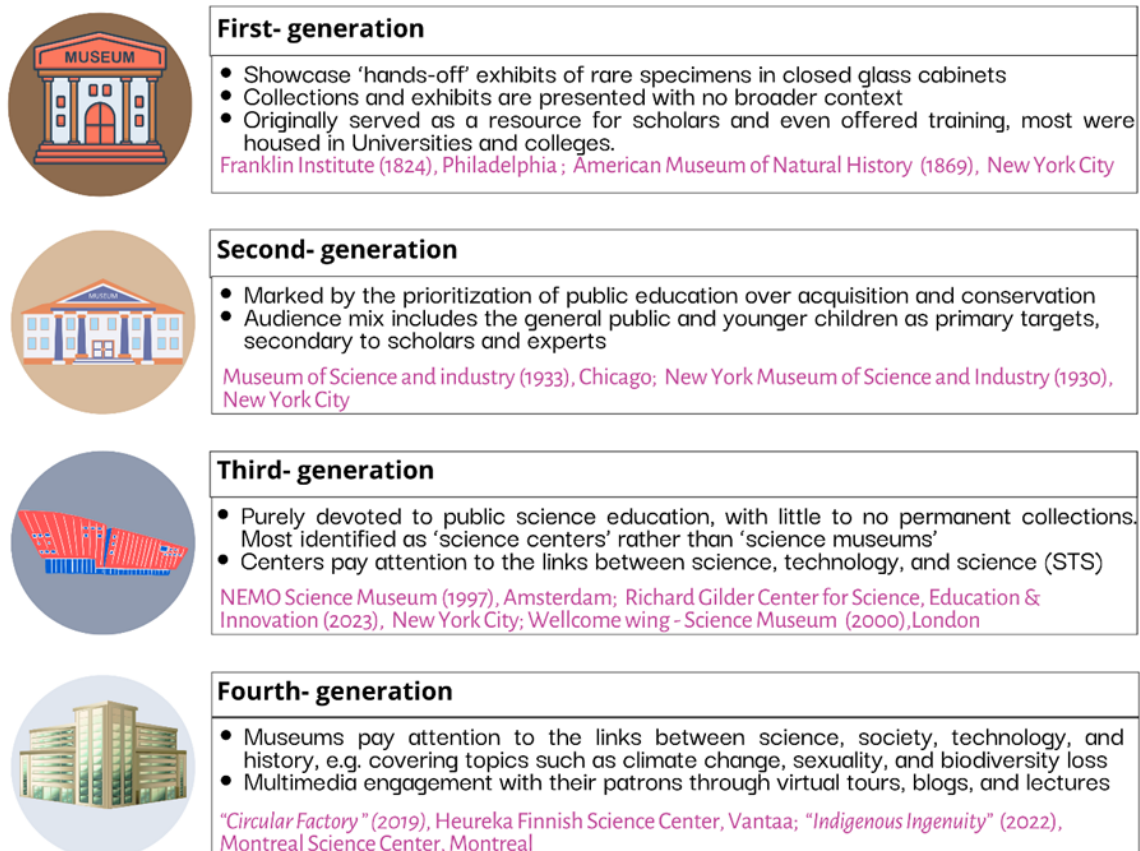 MUSEUM
First- generation
• Showcase ‘hands-off’ exhibits of rare specimens in closed glass cabinets
• Collections and exhibits are presented with no broader context
• Originally served as a resource for scholars and even offered training, most were
housed in Universities and colleges.
Franklin Institute (1824), Philadelphia ; American Museum of Natural History (1869), New York City
MUSEUM
Second- generation
• Marked by the prioritization of public education over acquisition and conservation
• Audience mix includes the general public and younger children as primary targets,
secondary to scholars and experts
Museum of Science and industry (1933), Chicago; New York Museum of Science and Industry (1930),
New York City
Third- generation
• Purely devoted to public science education, with little to no permanent collections.
Most identified as ‘science centers’ rather than ‘science museums’
• Centers pay attention to the links between science, technology, and science (STS)
NEMO Science Museum (1997), Amsterdam; Richard Gilder Center for Science, Education &
Innovation (2023), New York City; Wellcome wing - Science Museum (2000),London
Fourth- generation
• Museums pay attention to the links between science, society, technology, and
history, e.g. covering topics such as climate change, sexuality, and biodiversity loss
• Multimedia engagement with their patrons through virtual tours, blogs, and lectures
“Circular Factory” (2019), Heureka Finnish Science Center, Vantaa; “Indigenous Ingenuity” (2022),
Montreal Science Center, Montreal